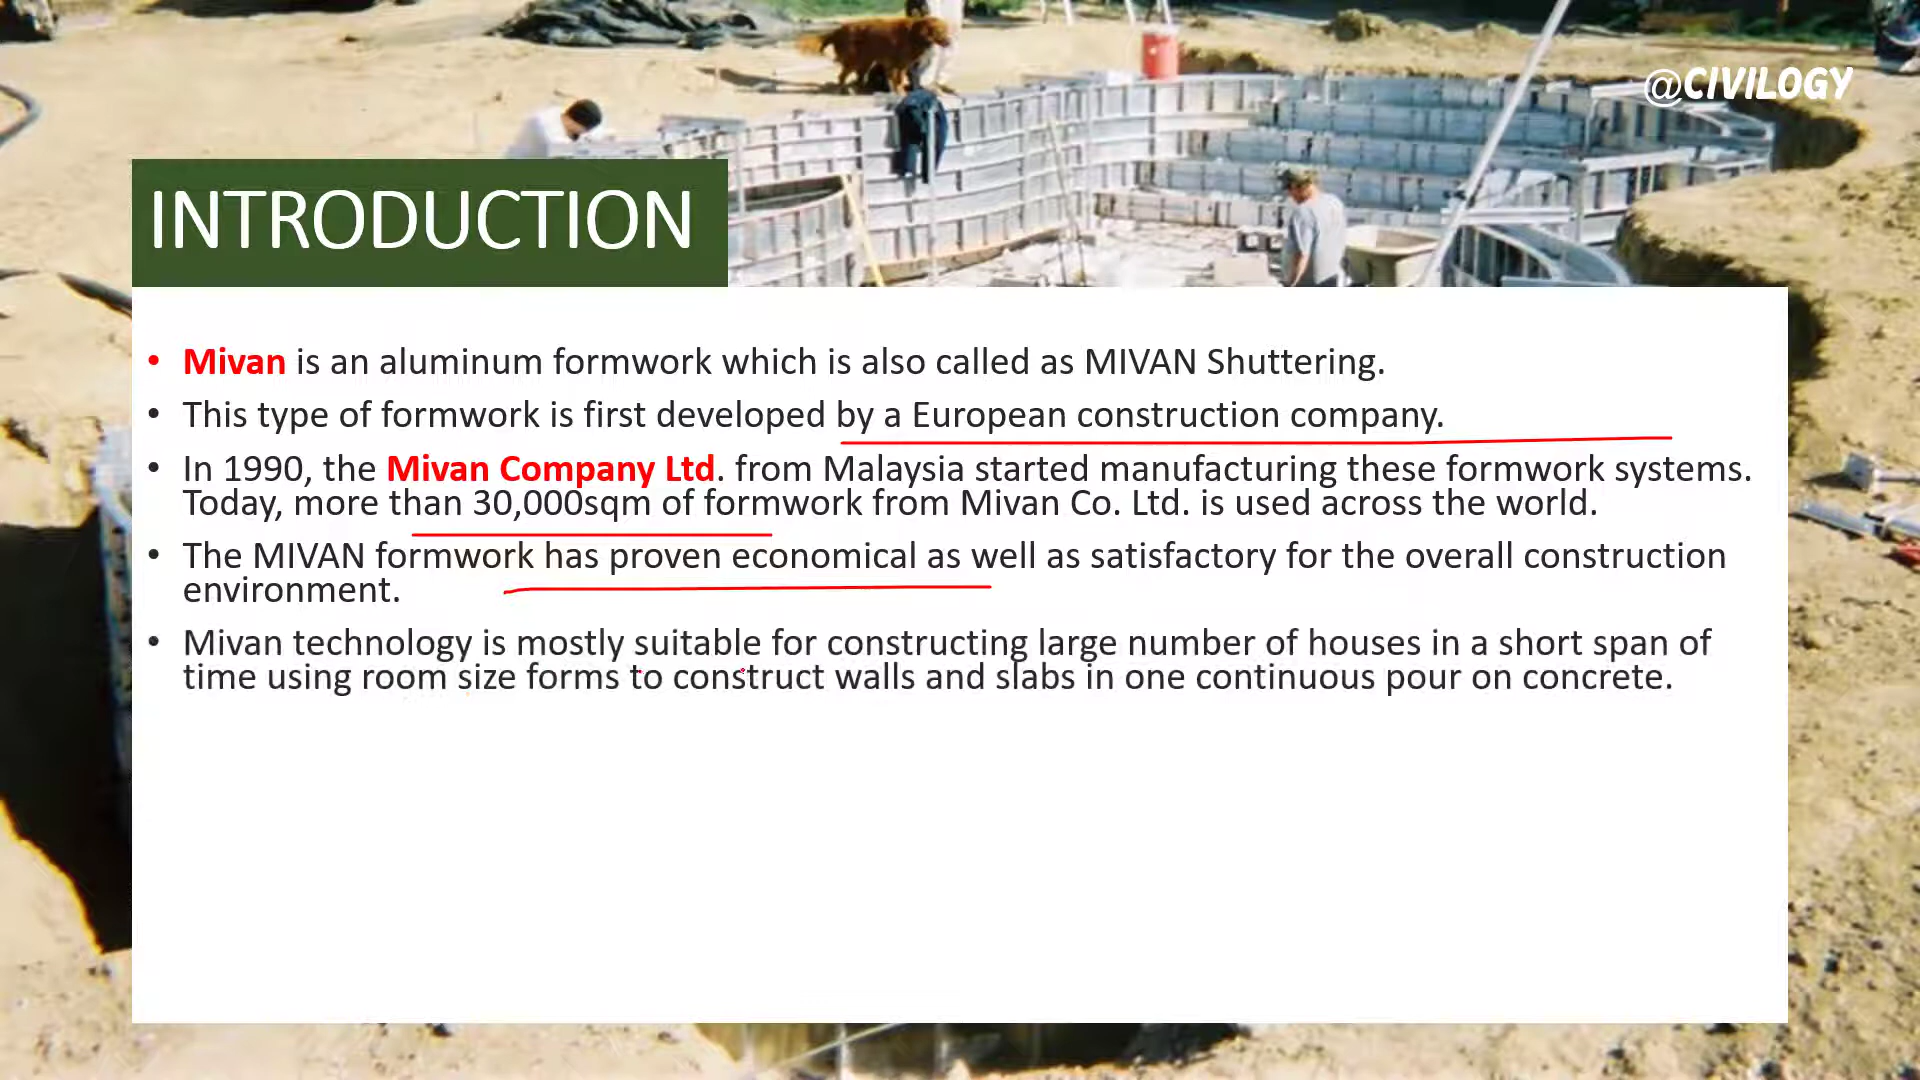 @CIVILOGY
INTRODUCTION
• Mivan is an aluminum formwork which is also called as MIVAN Shuttering.
• This type of formwork is first developed by a European construction company.
• In 1990, the Mivan Company Ltd. from Malaysia started manufacturing these formwork systems.
Today, more than 30,000sqm of formwork from Mivan Co. Ltd. is used across the world.
• The MIVAN formwork has proven economical as well as satisfactory for the overall construction
environment.
• Mivan technology is mostly suitable for constructing large number of houses in a short span of
time using room size forms to construct walls and slabs in one continuous pour on concrete.